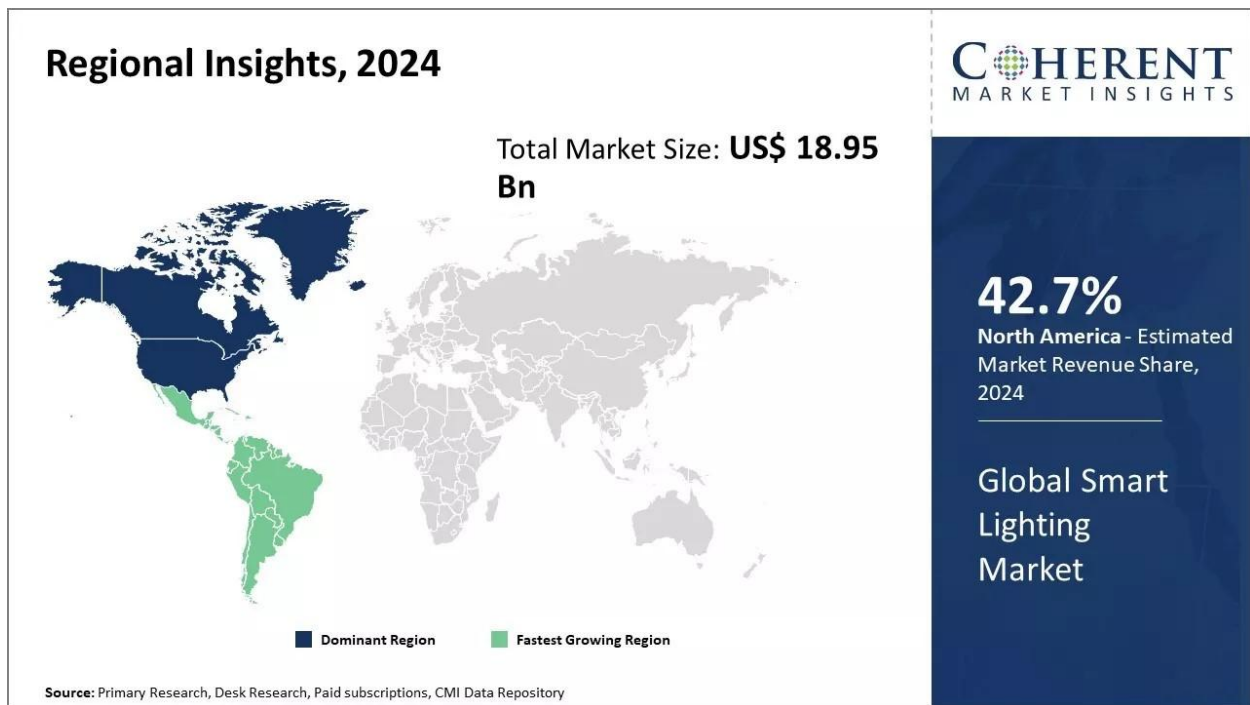 Regional Insights, 2024
Total Market Size: US$ 18.95
Bn
Dominant Region
Fastest Growing Region
Source: Primary Research, Desk Research, Paid subscriptions, CMI Data Repository
COHERENT
MARKET INSIGHTS
42.7%
North America - Estimated
Market Revenue Share,
2024
Global Smart
Lighting
Market